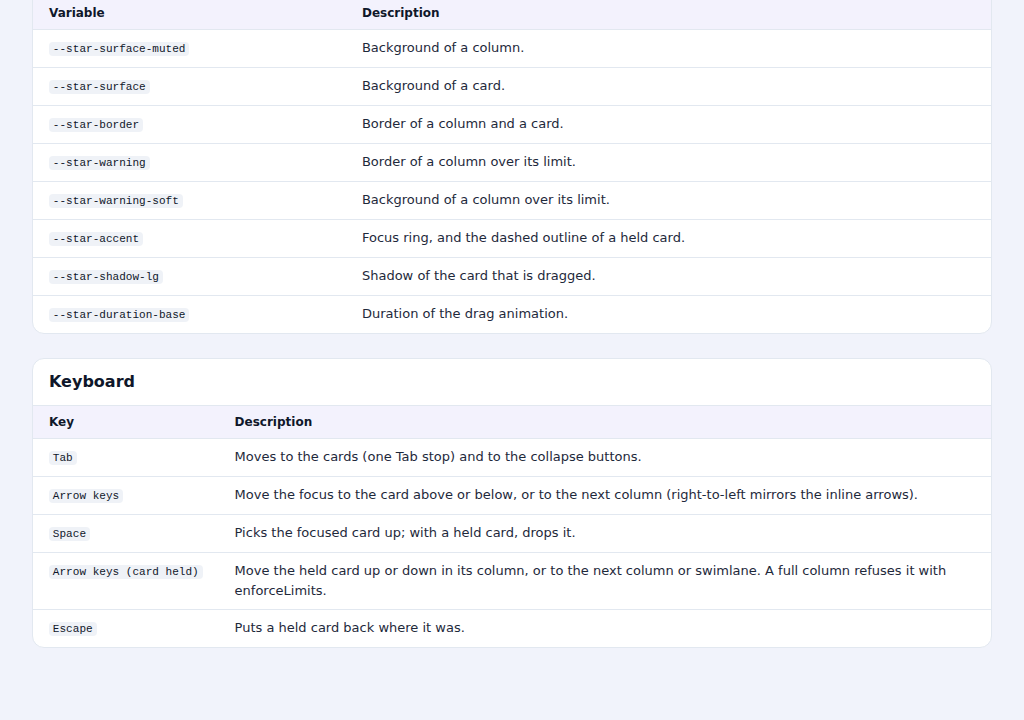 Variable Description
--star-surface-muted Background of a column.
--star-surface Background of a card.
--star-border Border of a column and a card.
--star-warning Border of a column over its limit.
--star-warning-soft Background of a column over its limit.
--star-accent Focus ring, and the dashed outline of a held card.
--star-shadow-lg Shadow of the card that is dragged.
--star-duration-base Duration of the drag animation.
Keyboard
Key Description
Tab Moves to the cards (one Tab stop) and to the collapse buttons.
Arrow keys Move the focus to the card above or below, or to the next column (right-to-left mirrors the inline arrows).
Space Picks the focused card up; with a held card, drops it.
Arrow keys (card held) Move the held card up or down in its column, or to the next column or swimlane. A full column refuses it with
enforceLimits.
Escape Puts a held card back where it was.